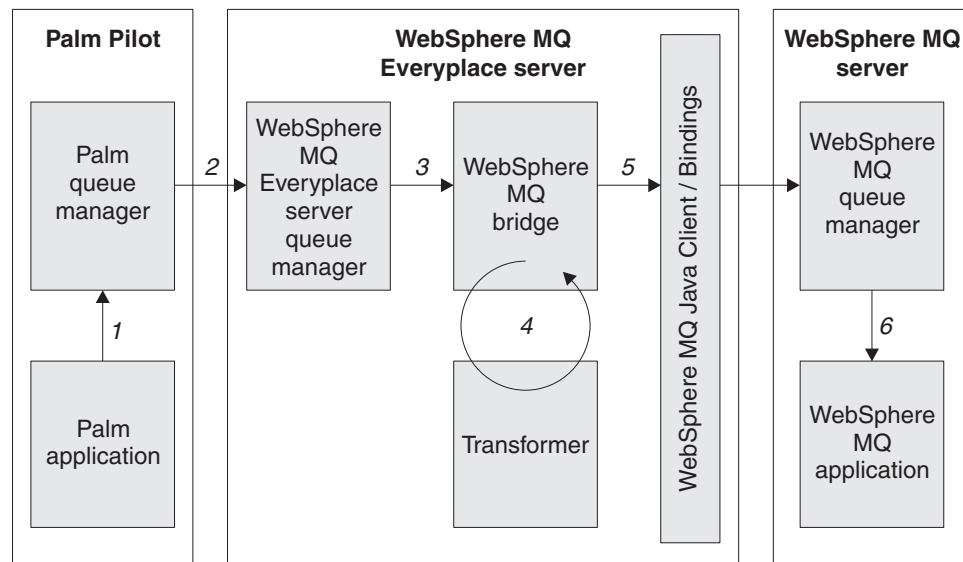 Palm Pilot
WebSphere MQ
Everyplace server
WebSphere MQ
server
Palm
queue
manager
2
WebSphere
MQ
Everyplace
server
queue
manager
3
WebSphere
MQ
bridge
5
WebSphere MQ Java Client / Bindings
WebSphere
MQ
queue
manager
1
4
6
Palm
application
Transformer
WebSphere
MQ
application